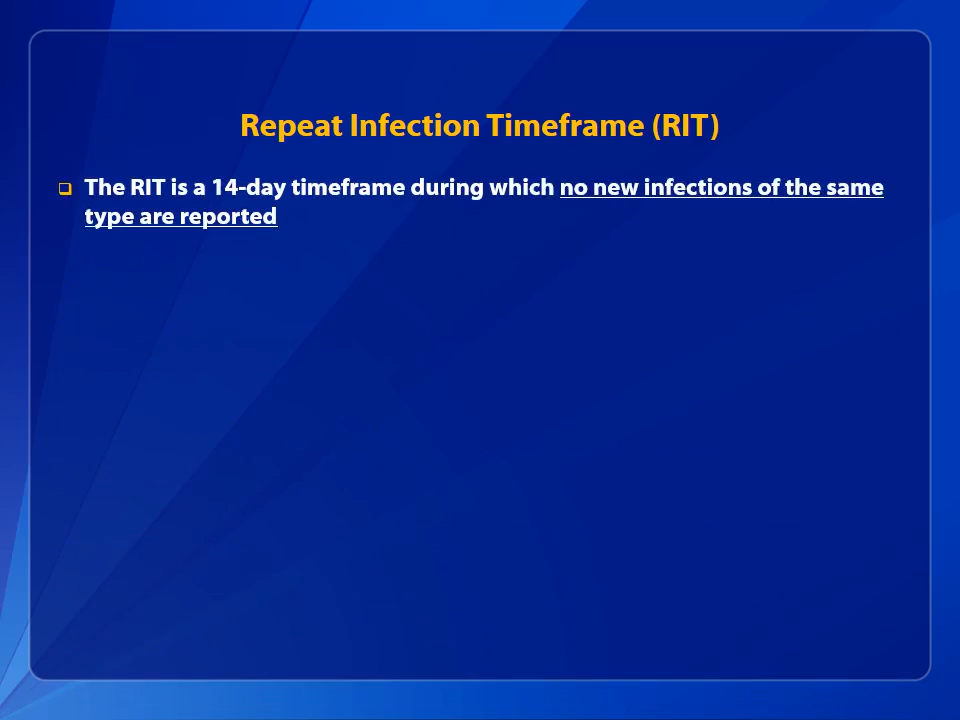 Repeat Infection Timeframe (RIT)
The RIT is a 14-day timeframe during which no new infections of the same
type are reported